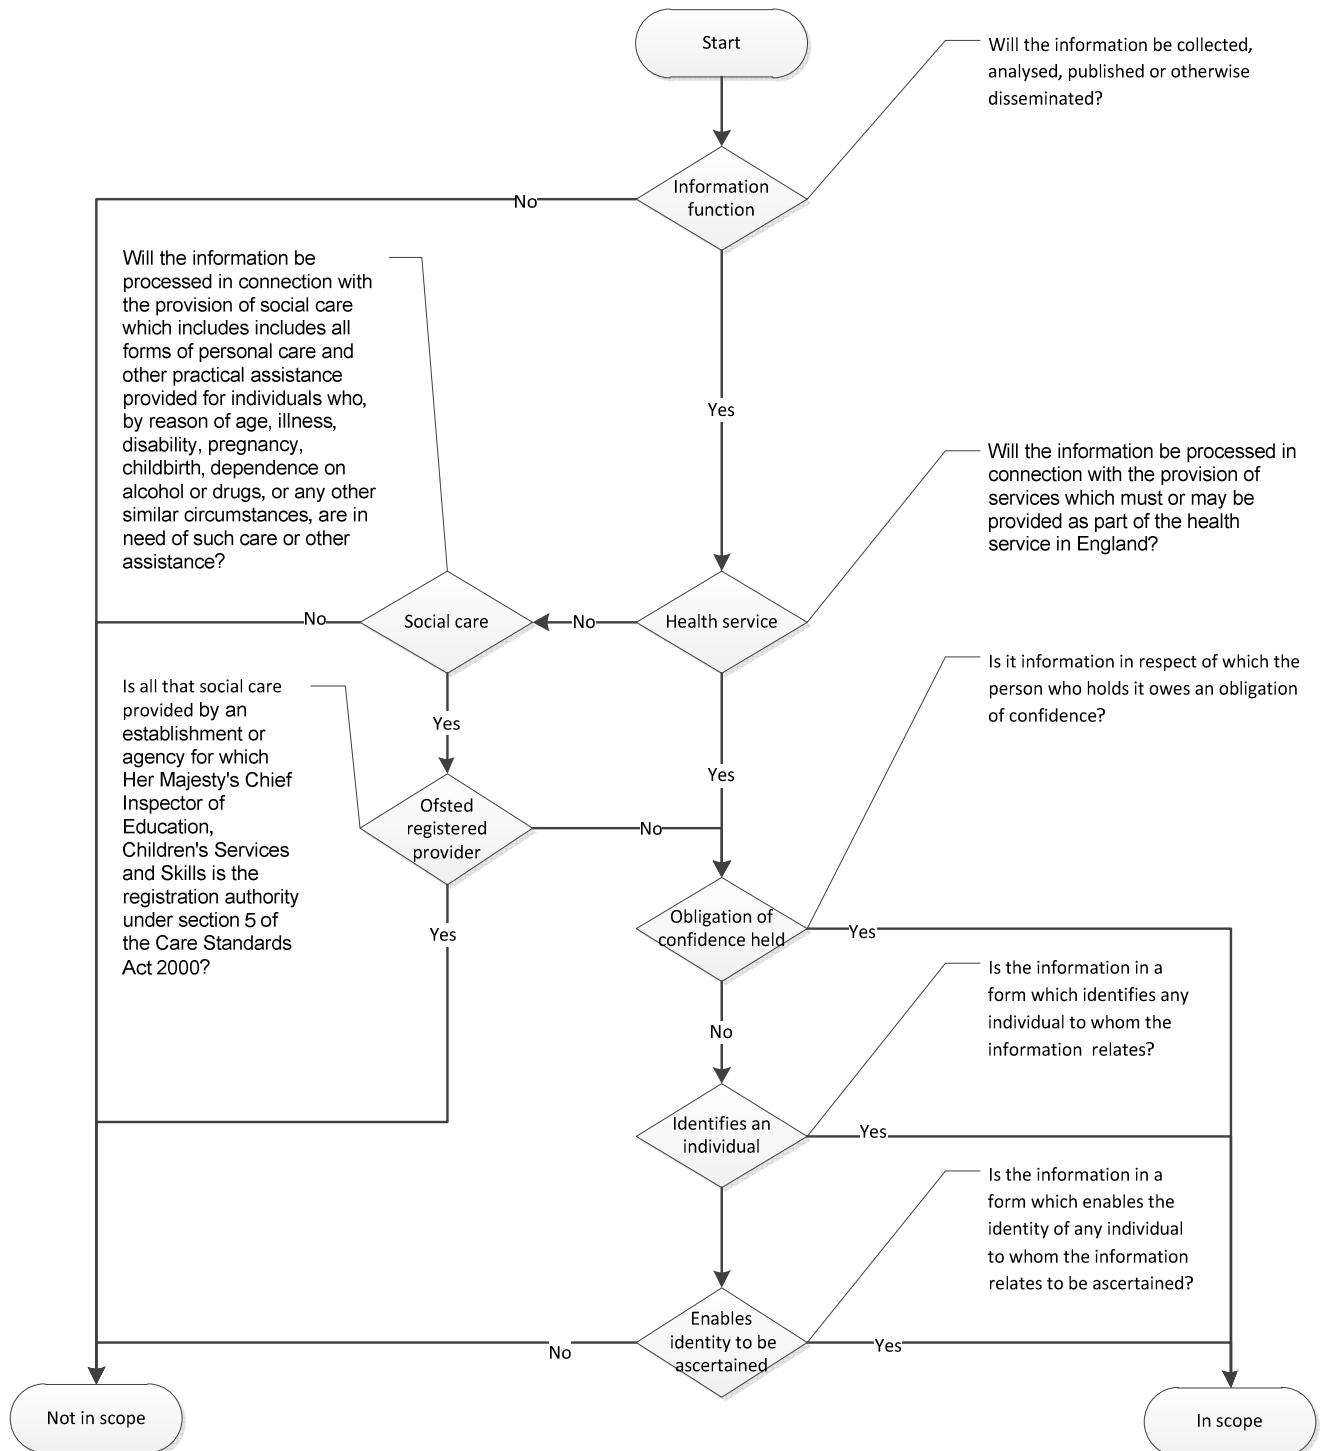 Start
Will the information be collected,
analysed, published or otherwise
disseminated?
Information
function
No
Will the information be
processed in connection with
the provision of social care
which includes includes all
forms of personal care and
other practical assistance
provided for individuals who,
by reason of age, illness,
disability, pregnancy,
childbirth, dependence on
alcohol or drugs, or any other
similar circumstances, are in
need of such care or other
assistance?
Yes
Will the information be processed in
connection with the provision of
services which must or may be
provided as part of the health
service in England?
No
Social care
No
Health service
Is it information in respect of which the
person who holds it owes an obligation
of confidence?
Is all that social care
provided by an
establishment or
agency for which
Her Majesty's Chief
Inspector of
Education,
Children's Services
and Skills is the
registration authority
under section 5 of
the Care Standards
Act 2000?
Yes
Yes
Ofsted
registered
provider
No
Yes
Obligation of
confidence held
Yes
Is the information in a
form which identifies any
individual to whom the
information relates?
No
Identifies an
individual
Yes
Is the information in a
form which enables the
identity of any individual
to whom the information
relates to be ascertained?
Enables
identity to be
ascertained
No
Yes
Not in scope
In scope